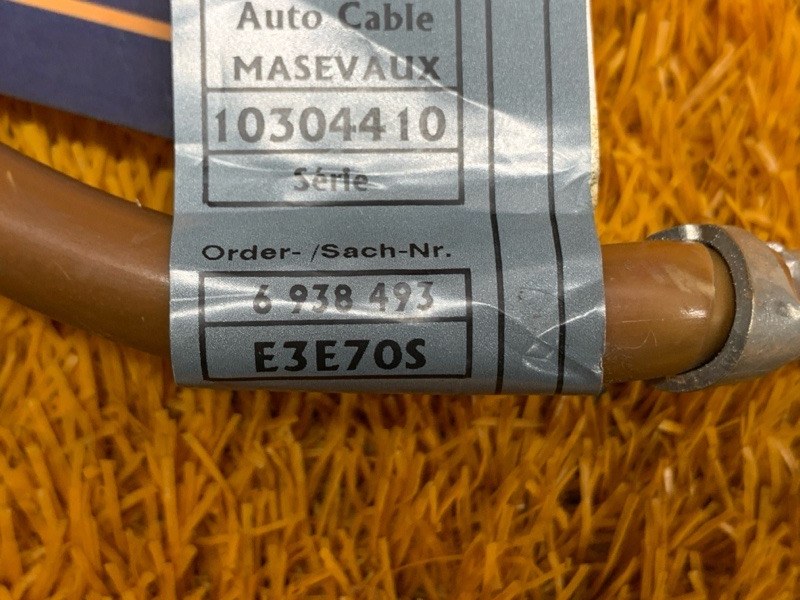 Auto Cable
MASEVAUX
10304410
Série
Order- /Sach-Nr.
6 938 493
E3E70S